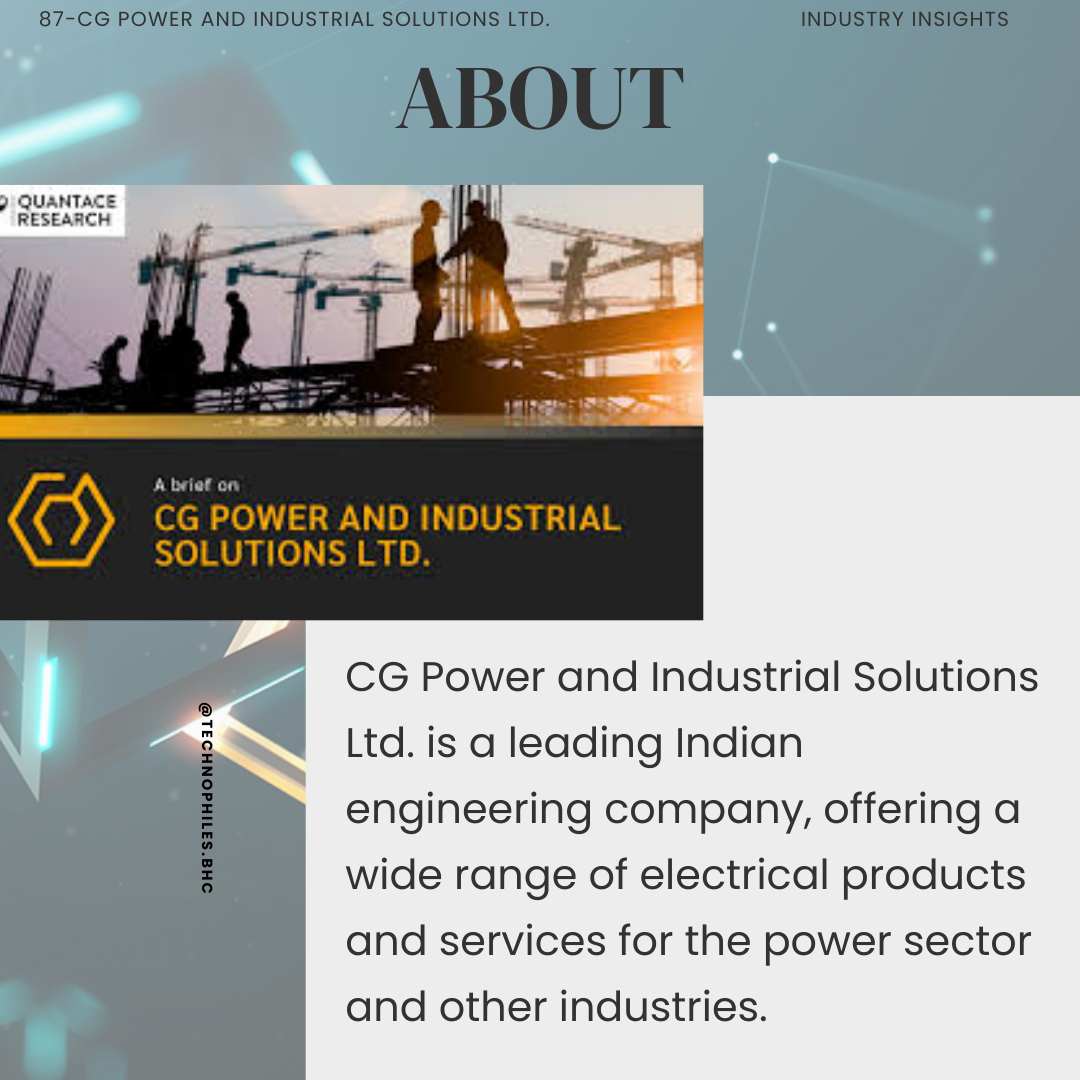 87-CG POWER AND INDUSTRIAL SOLUTIONS LTD.
INDUSTRY INSIGHTS
ABOUT
QUANTACE
RESEARCH
A brief on
CG POWER AND INDUSTRIAL
SOLUTIONS LTD.
@TECHNOPHILES.BHC
CG Power and Industrial Solutions
Ltd. is a leading Indian
engineering company, offering a
wide range of electrical products
and services for the power sector
and other industries.